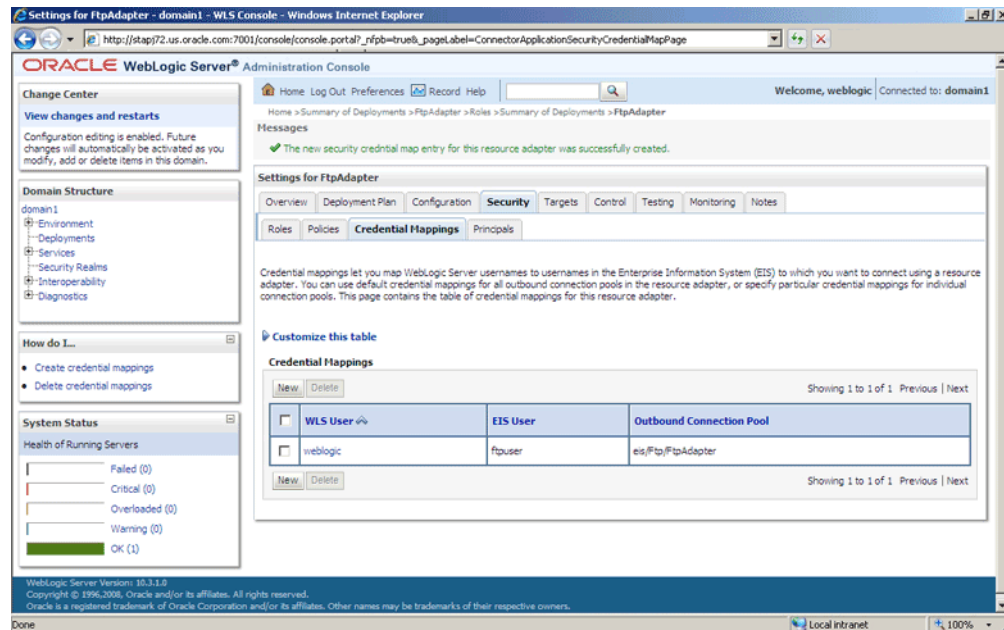 Settings for FtpAdapter - domain1 - WLS Console - Windows Internet Explorer
http://stapj72.us.oracle.com:7001/console/console.portal?_nfpb=true&_pageLabel=ConnectorApplicationSecurityCredentialMapPage
ORACLE WebLogic Server® Administration Console
Change Center
View changes and restarts
Configuration editing is enabled. Future
changes will automatically be activated as you
modify, add or delete items in this domain.
Domain Structure
domain1
Environment
Deployments
Services
Security Realms
Interoperability
Diagnostics
How do I...
Create credential mappings
Delete credential mappings
System Status
Health of Running Servers
Failed (0)
Critical (0)
Overloaded (0)
Warning (0)
OK (1)
Home Log Out Preferences Record Help
Welcome, weblogic Connected to: domain1
Home >Summary of Deployments >FtpAdapter >Roles >Summary of Deployments >FtpAdapter
Messages
The new security credntial map entry for this resource adapter was successfully created.
Settings for FtpAdapter
Overview Deployment Plan Configuration Security Targets Control Testing Monitoring Notes
Roles Policies Credential Mappings Principals
Credential mappings let you map WebLogic Server usernames to usernames in the Enterprise Information System (EIS) to which you want to connect using a resource
adapter. You can use default credential mappings for all outbound connection pools in the resource adapter, or specify particular credential mappings for individual
connection pools. This page contains the table of credential mappings for this resource adapter.
Customize this table
Credential Mappings
New Delete Showing 1 to 1 of 1 Previous | Next
WLS User EIS User Outbound Connection Pool
weblogic ftpuser eis/Ftp/FtpAdapter
New Delete Showing 1 to 1 of 1 Previous | Next
WebLogic Server Version: 10.3.1.0
Copyright © 1996,2008, Oracle and/or its affiliates. All rights reserved.
Oracle is a registered trademark of Oracle Corporation and/or its affiliates. Other names may be trademarks of their respective owners.
Done Local intranet 100%